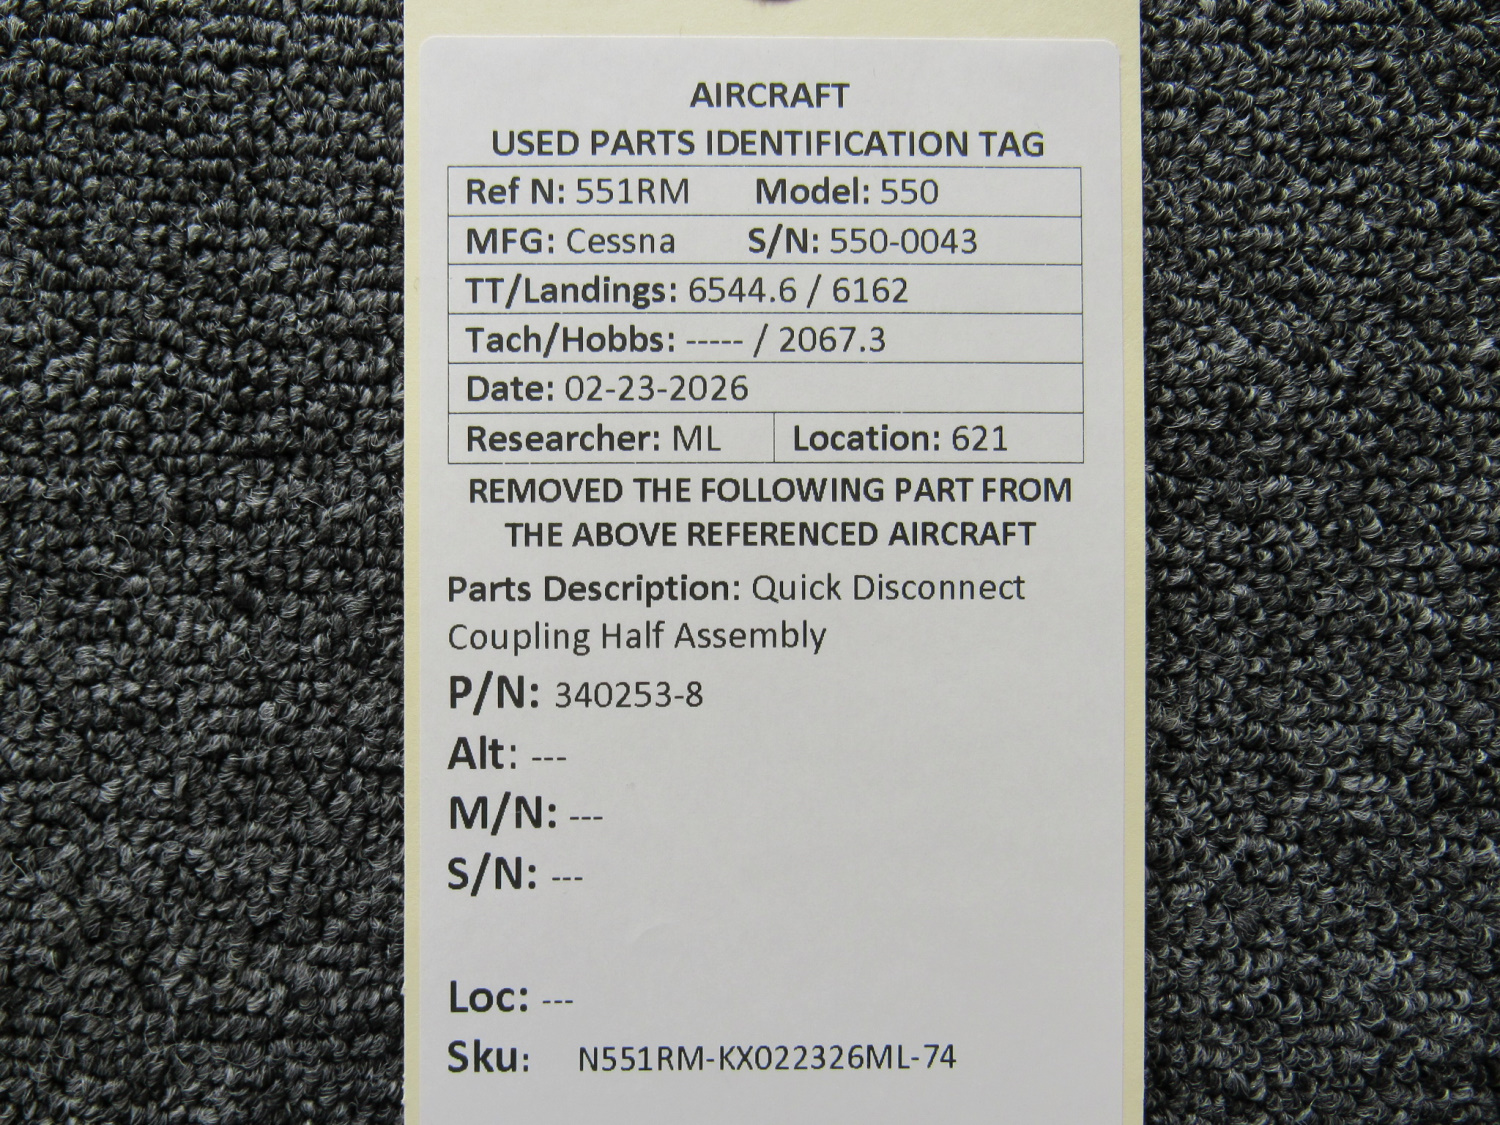 AIRCRAFT
USED PARTS IDENTIFICATION TAG
Ref N: 551RM Model: 550
MFG: Cessna S/N: 550-0043
TT/Landings: 6544.6 / 6162
Tach/Hobbs: ----- / 2067.3
Date: 02-23-2026
Researcher: ML Location: 621
REMOVED THE FOLLOWING PART FROM
THE ABOVE REFERENCED AIRCRAFT
Parts Description: Quick Disconnect
Coupling Half Assembly
P/N: 340253-8
Alt: ---
M/N: ---
S/N: ---
Loc: ---
Sku: N551RM-KX022326ML-74